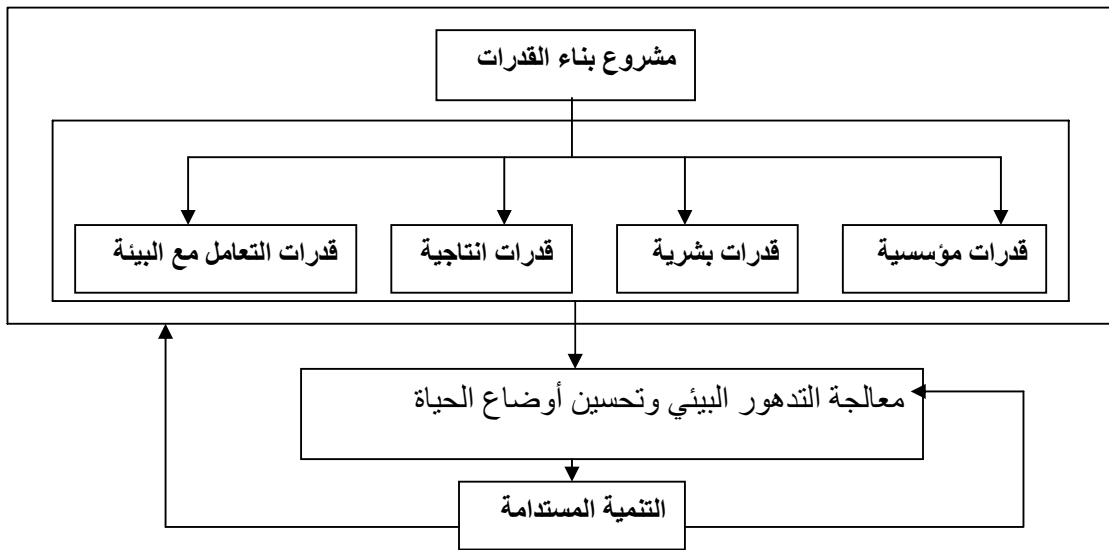 مشروع بناء القدرات
قدرات مؤسسية
قدرات بشرية
قدرات انتاجية
قدرات التعامل مع البيئة
معالجة التدهور البيئي وتحسين أوضاع الحياة
التنمية المستدامة